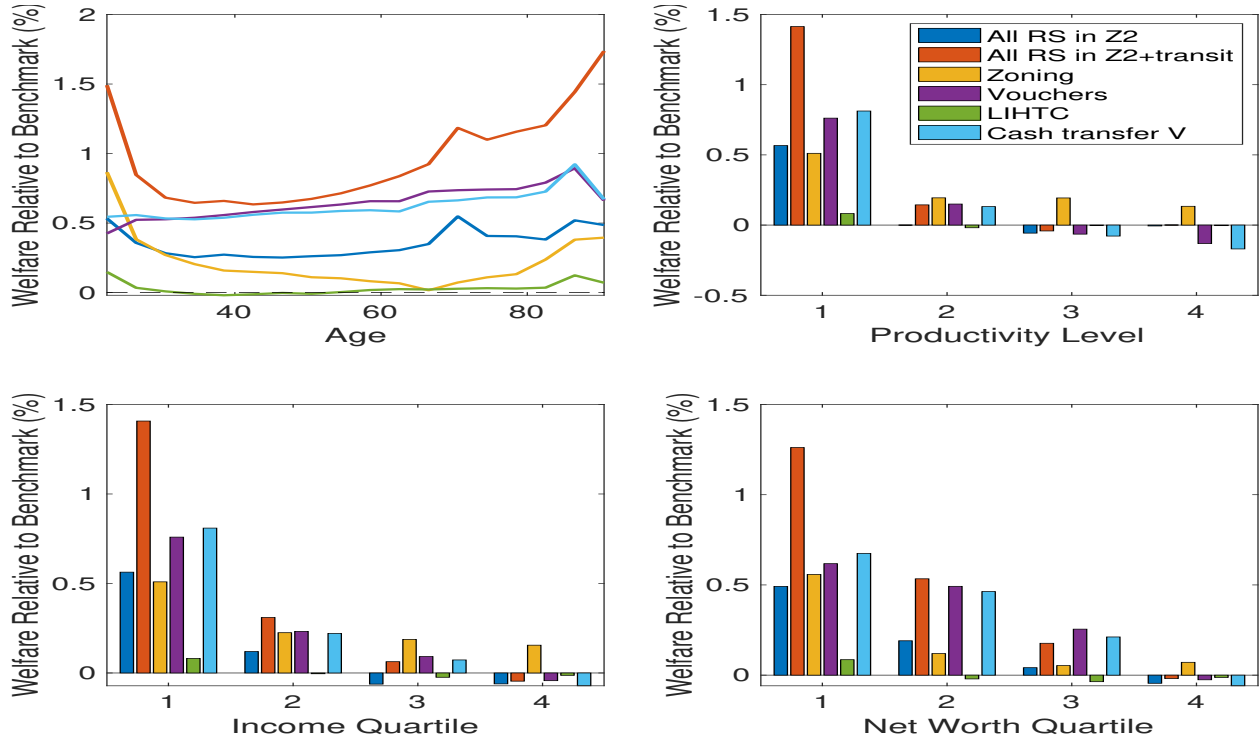 Welfare Relative to Benchmark (%)
2
1.5
1
0.5
0
40
60
80
Age
Welfare Relative to Benchmark (%)
1.5
1
0.5
0
-0.5
1
2
3
4
Productivity Level
All RS in Z2
All RS in Z2+transit
Zoning
Vouchers
LIHTC
Cash transfer V
Welfare Relative to Benchmark (%)
1.5
1
0.5
0
1
2
3
4
Income Quartile
Welfare Relative to Benchmark (%)
1.5
1
0.5
0
1
2
3
4
Net Worth Quartile